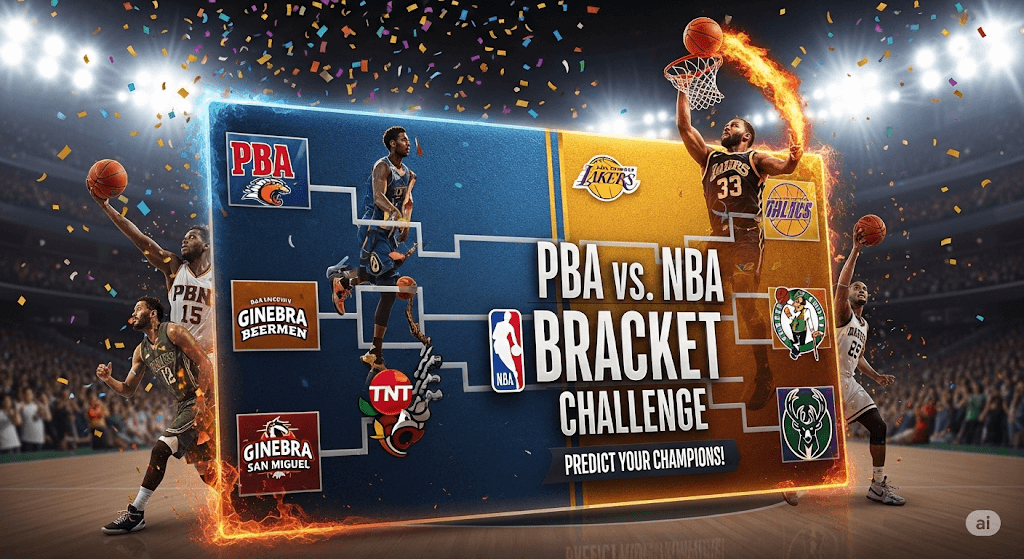 PBA
LAKERS
33
PBN
15
GINEBRA
BEERMEN
12
PBA vs. NBA
BRACKET
CHALLENGE
NBA
TNT
GINEBRA
SAN MIGUEL
PREDICT YOUR CHAMPIONS!
ai